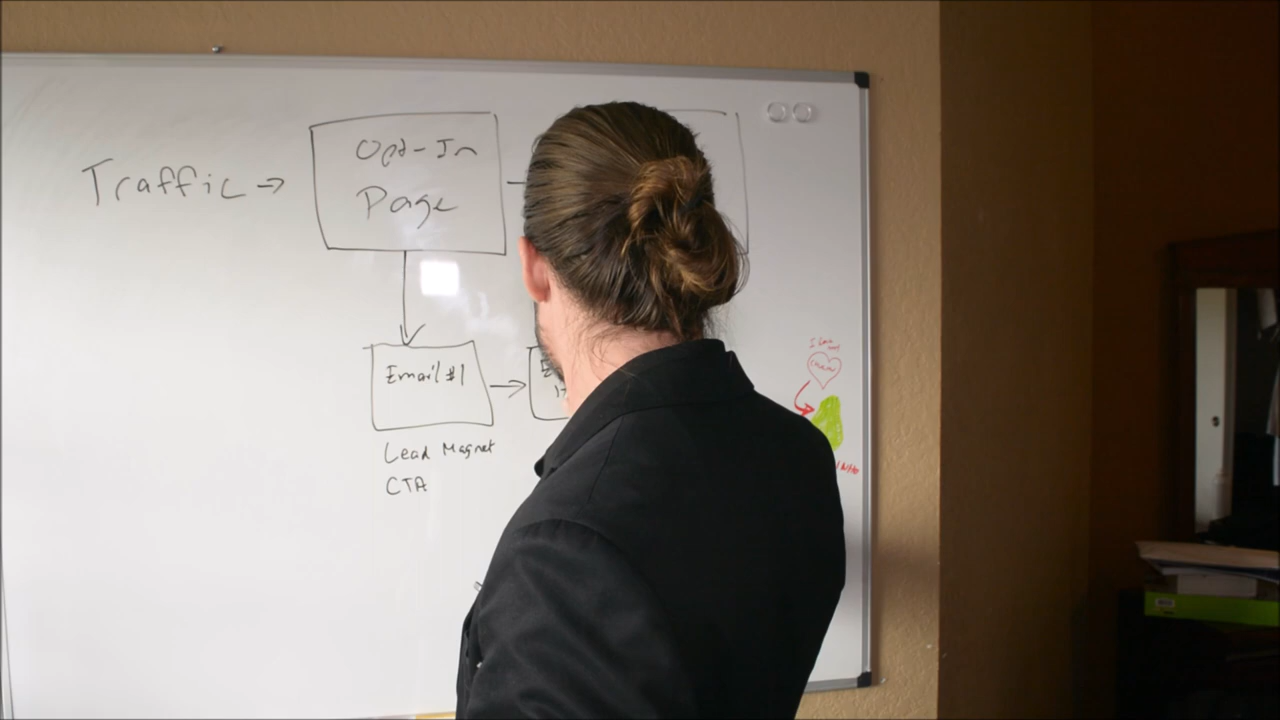 Traffic →
Opt-In
Page
Email #1
Lead Magnet
CTA